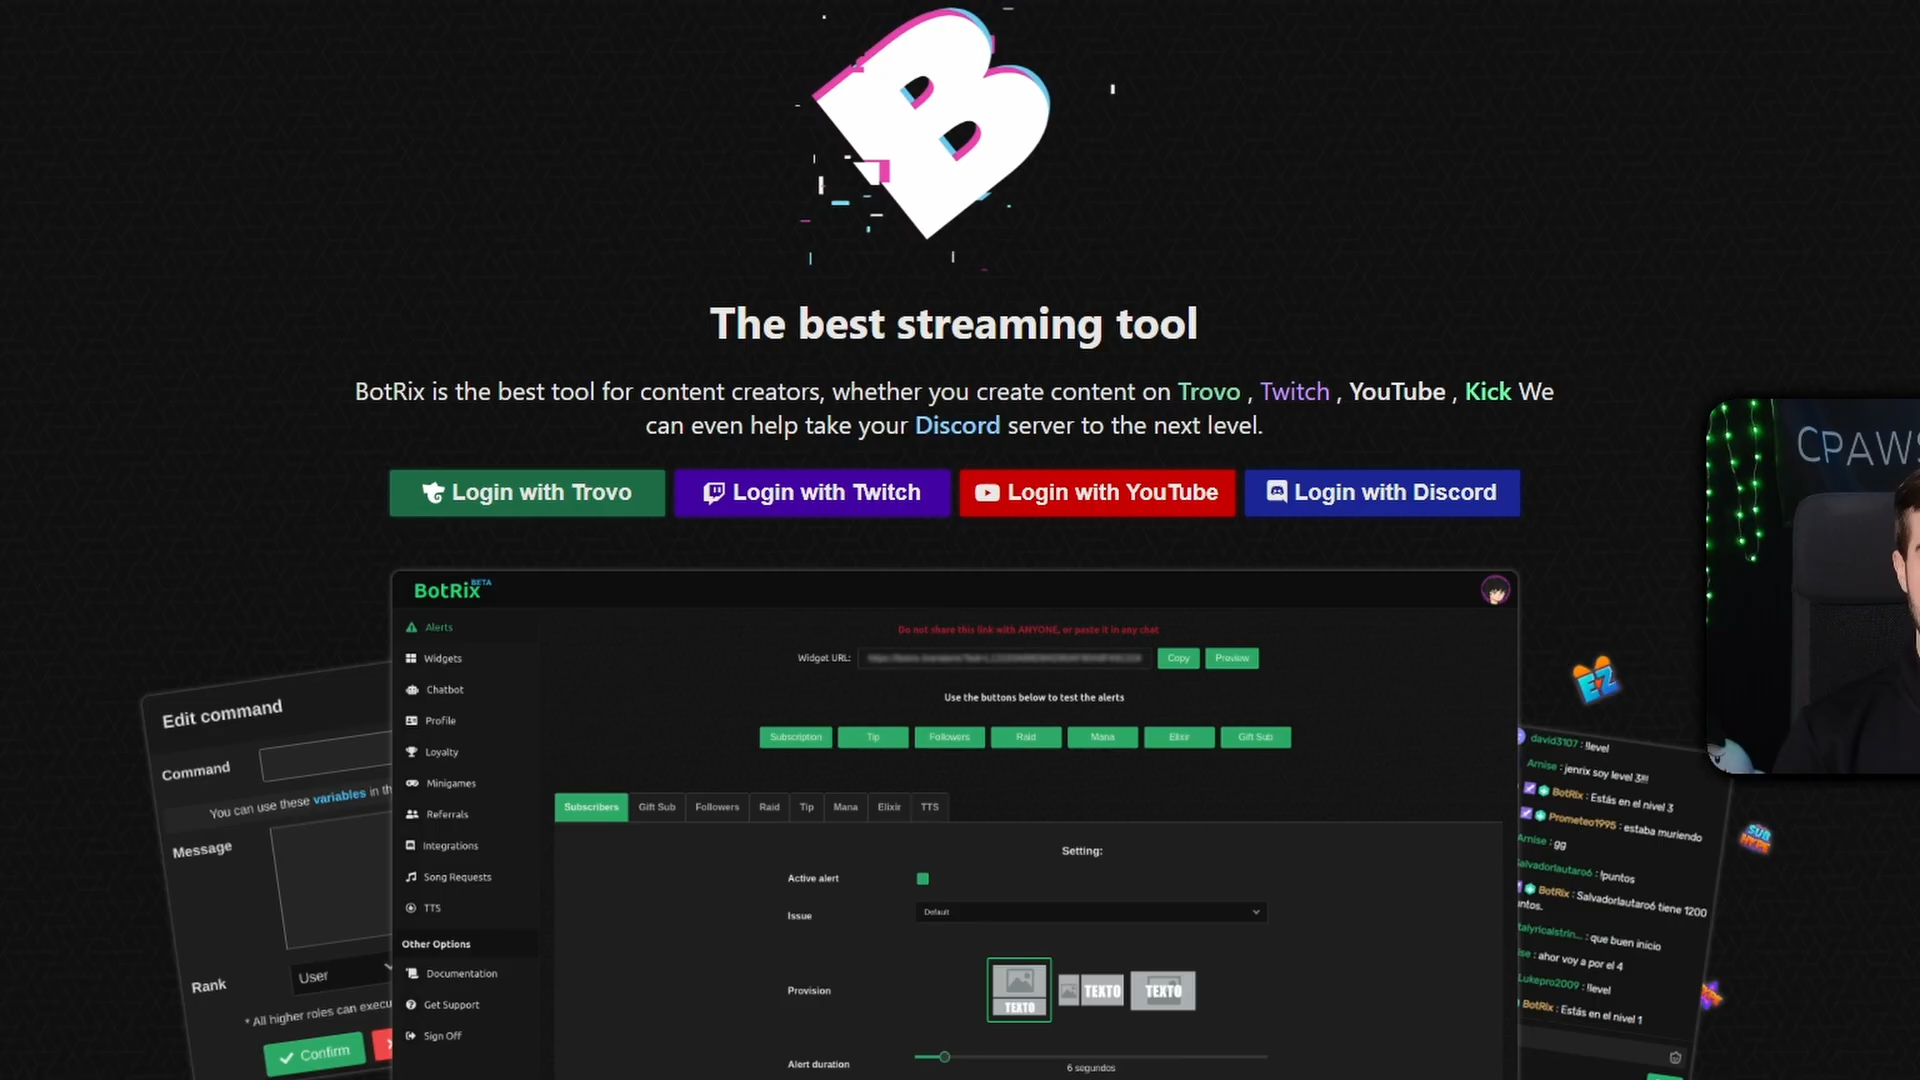 B
The best streaming tool
BotRix is the best tool for content creators, whether you create content on Trovo , Twitch , YouTube , Kick We
can even help take your Discord server to the next level.
Login with Trovo
Login with Twitch
Login with YouTube
Login with Discord
CPAWS
BotRix BETA
Alerts
Widgets
Chatbot
Profile
Loyalty
Minigames
Referrals
Integrations
Song Requests
TTS
Other Options
Documentation
Get Support
Sign Off
Do not share this link with ANYONE, or paste it in any chat
Widget URL:
Copy
Preview
Use the buttons below to test the alerts
Subscription
Tip
Followers
Raid
Mana
Elixir
Gift Sub
Subscribers
Gift Sub
Followers
Raid
Tip
Mana
Elixir
TTS
Setting:
Active alert
Issue
Default
Provision
TEXTO
TEXTO
TEXTO
Alert duration
6 segundos
Edit command
Command
You can use these variables in th
Message
Rank
User
* All higher roles can execu
Confirm
EZ
SUB
HYPE
david3107 : !level
Arnise : jenrix soy level 3!!!
BotRix : Estás en el nivel 3
Prometeo1995 : estaba muriendo
Arnise : gg
Salvadorlautaro6 : !puntos
BotRix : Salvadorlautaro6 tiene 1200
ntos.
talyricalstrin... : que buen inicio
ise : ahor voy a por el 4
Lukepro2009 : !level
BotRix : Estás en el nivel 1